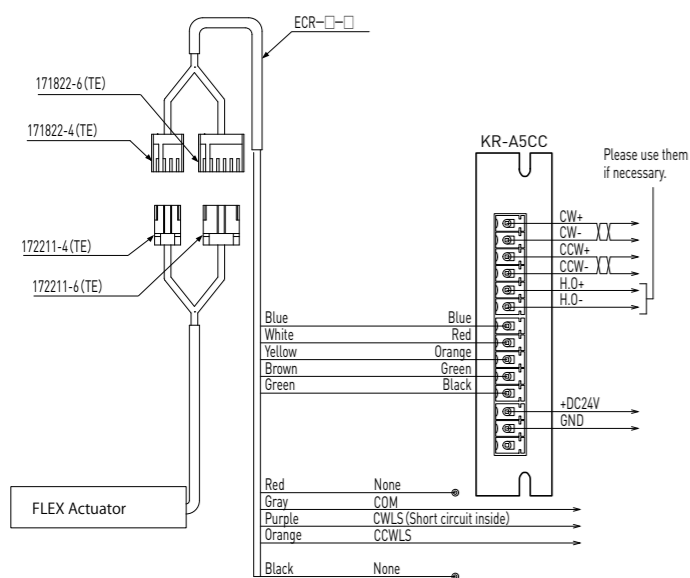 ECR-□-□
171822-6(TE)
171822-4(TE)
KR-A5CC
Please use them
if necessary.
CW+
CW-
CCW+
CCW-
H.O+
H.O-
172211-4(TE)
172211-6(TE)
Blue Blue
White Red
Yellow Orange
Brown Green
Green Black
+DC24V
GND
FLEX Actuator
Red None
Gray COM
Purple CWLS(Short circuit inside)
Orange CCWLS
Black None